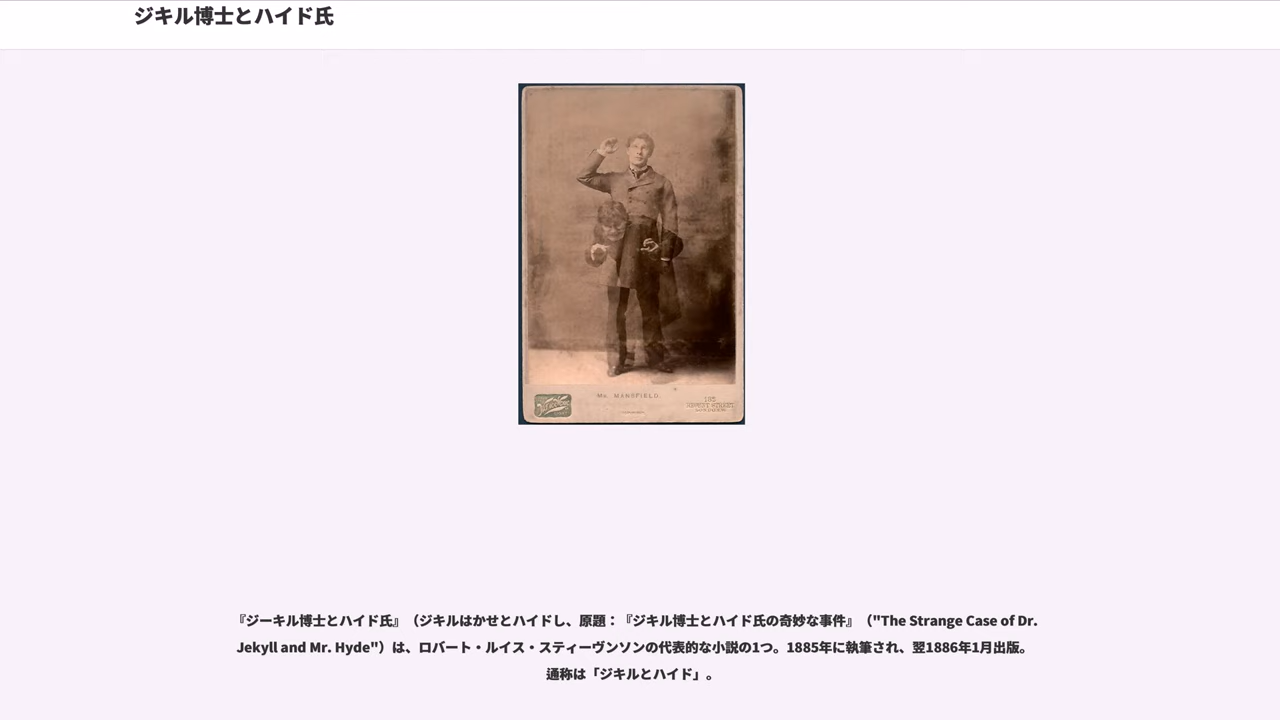 ジキル博士とハイド氏
Mr. MANSFIELD.
185
REGENT STREET
『ジーキル博士とハイド氏』（ジキルはかせとハイドし、原題：『ジキル博士とハイド氏の奇妙な事件』（"The Strange Case of Dr.
Jekyll and Mr. Hyde"）は、ロバート・ルイス・スティーヴンソンの代表的な小説の1つ。1885年に執筆され、翌1886年1月出版。
通称は「ジキルとハイド」。